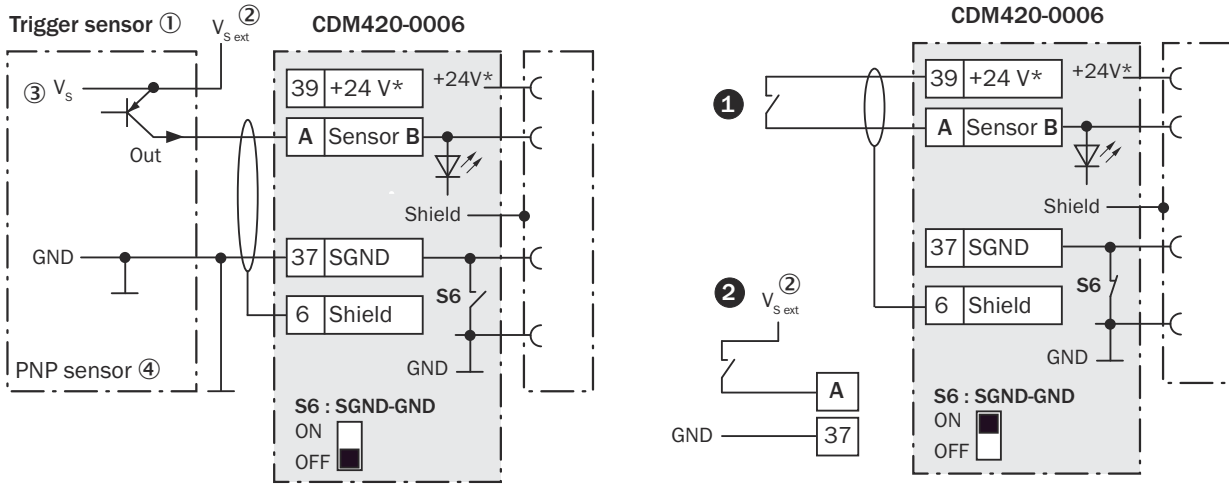 Trigger sensor ①
V S ext ②
CDM420-0006
③ V S
39 +24 V*
+24V*
A Sensor B
Out
Shield
GND
37 SGND
S6
6 Shield
GND
PNP sensor ④
S6 : SGND-GND
ON
OFF
CDM420-0006
❶
39 +24 V*
+24V*
A Sensor B
Shield
37 SGND
S6
6 Shield
GND
❷
V S ext ②
A
GND
37
S6 : SGND-GND
ON
OFF